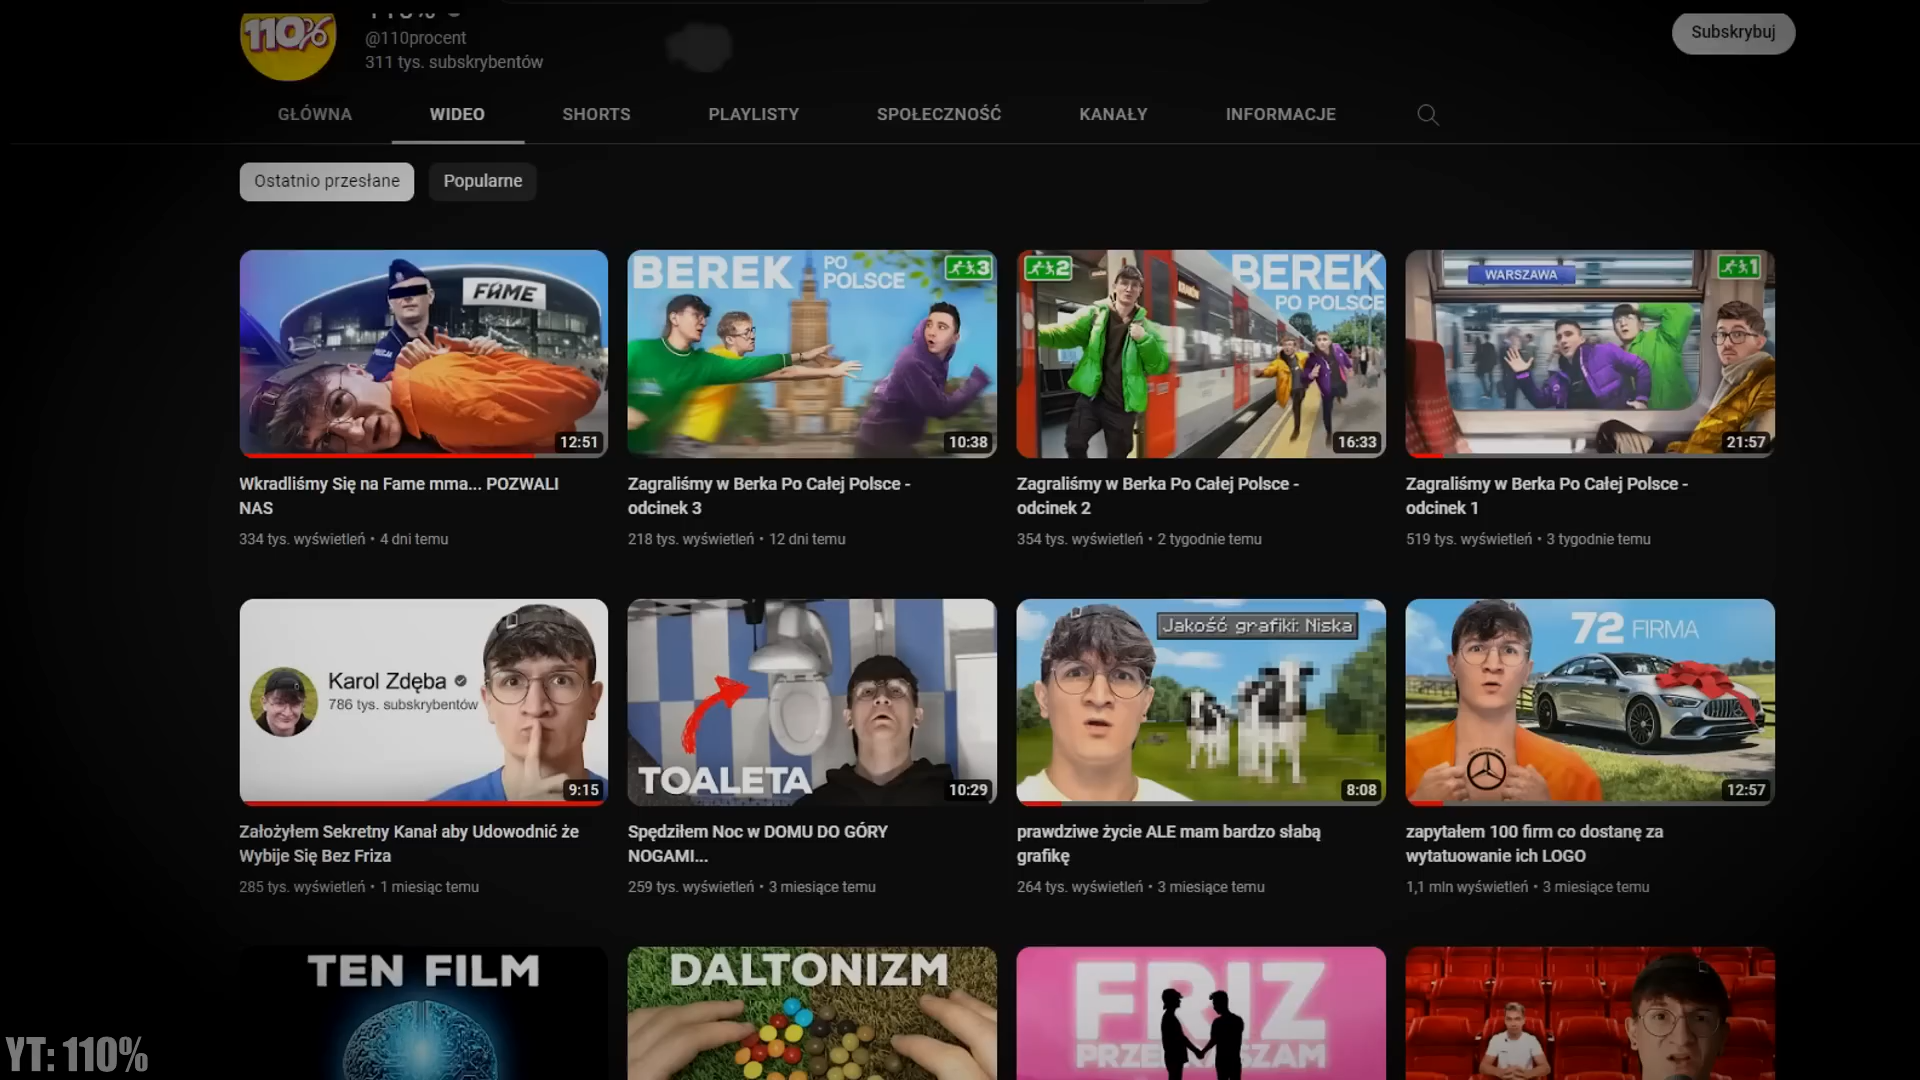 110%
@110procent
311 tys. subskrybentów
Subskrybuj
GŁÓWNA WIDEO SHORTS PLAYLISTY SPOŁECZNOŚĆ KANAŁY INFORMACJE
Ostatnio przesłane Popularne
FAME
POLICJA
12:51
BEREK PO POLSCE
3
10:38
2
BEREK
PO POLSCE
KRAKÓW
16:33
WARSZAWA
1
21:57
Wkradliśmy Się na Fame mma... POZWALI
NAS
334 tys. wyświetleń • 4 dni temu
Zagraliśmy w Berka Po Całej Polsce -
odcinek 3
218 tys. wyświetleń • 12 dni temu
Zagraliśmy w Berka Po Całej Polsce -
odcinek 2
354 tys. wyświetleń • 2 tygodnie temu
Zagraliśmy w Berka Po Całej Polsce -
odcinek 1
519 tys. wyświetleń • 3 tygodnie temu
Karol Zdęba
786 tys. subskrybentów
9:15
TOALETA
10:29
Jakość grafiki: Niska
8:08
72 FIRMA
12:57
Założyłem Sekretny Kanał aby Udowodnić że
Wybije Się Bez Friza
285 tys. wyświetleń • 1 miesiąc temu
Spędziłem Noc w DOMU DO GÓRY
NOGAMI...
259 tys. wyświetleń • 3 miesiące temu
prawdziwe życie ALE mam bardzo słabą
grafikę
264 tys. wyświetleń • 3 miesiące temu
zapytałem 100 firm co dostanę za
wytatuowanie ich LOGO
1,1 mln wyświetleń • 3 miesiące temu
TEN FILM
DALTONIZM
FRIZ
YT: 110%